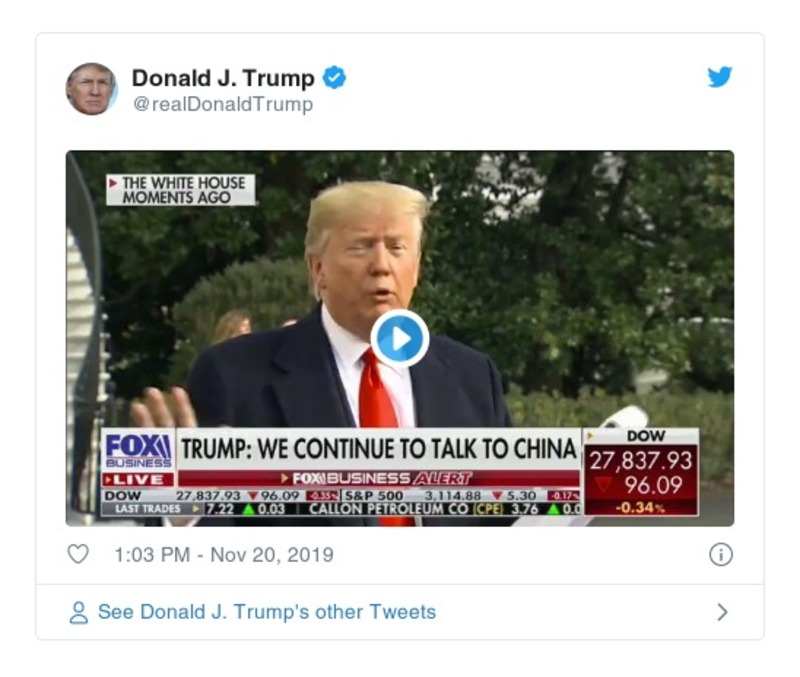 Donald J. Trump
@realDonaldTrump
THE WHITE HOUSE
MOMENTS AGO
FOX
BUSINESS
LIVE
TRUMP: WE CONTINUE TO TALK TO CHINA
FOX BUSINESS ALERT
DOW
27,837.93
96.09
-0.34%
DOW 27,837.93 ▼96.09 -0.35% S&P 500 3,114.88 ▼ 5.30 -0.17%
LAST TRADES 7.22 ▲0.03 CALLON PETROLEUM CO (CPE) 3.76 ▲0.0
1:03 PM - Nov 20, 2019
See Donald J. Trump's other Tweets